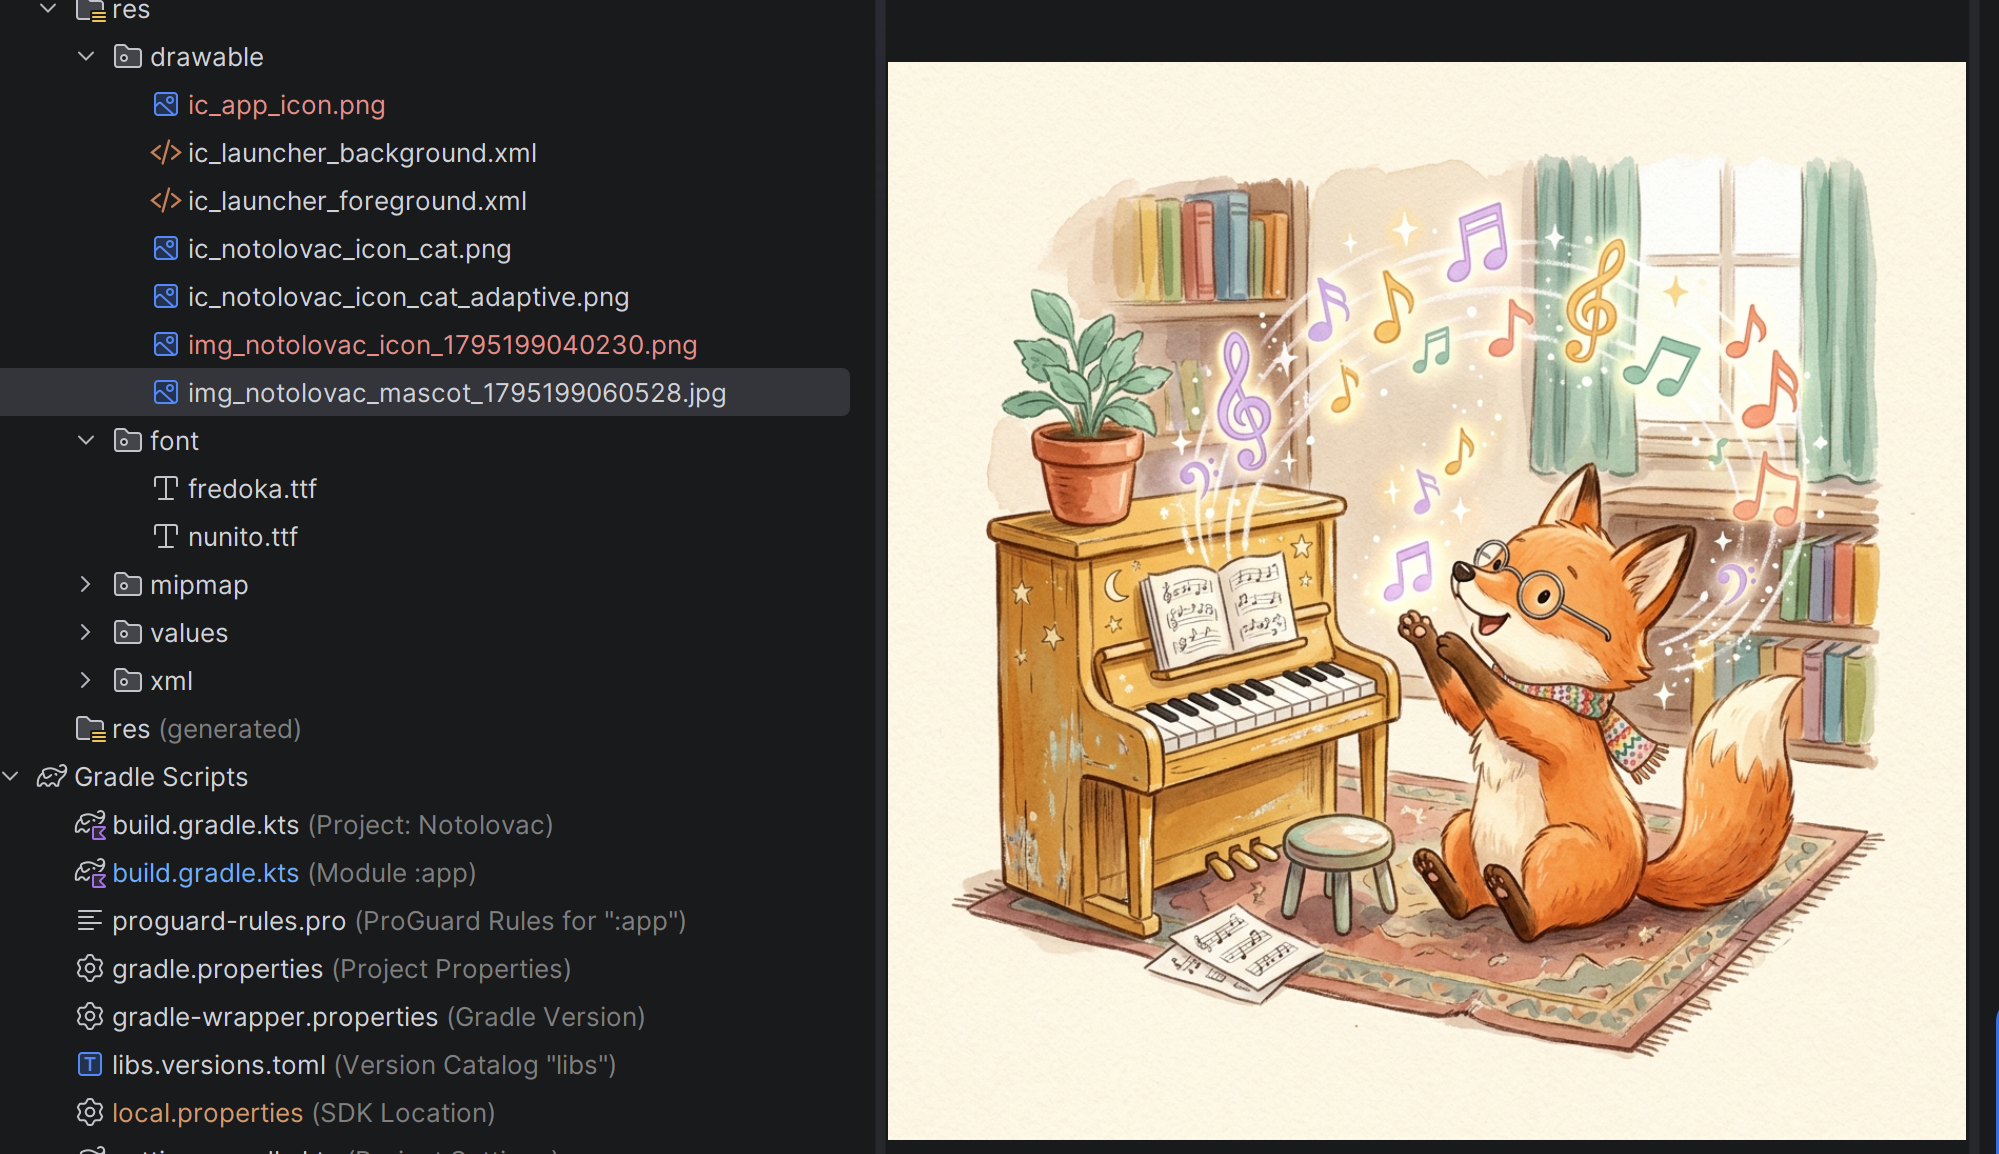 res
drawable
ic_app_icon.png
ic_launcher_background.xml
ic_launcher_foreground.xml
ic_notolovac_icon_cat.png
ic_notolovac_icon_cat_adaptive.png
img_notolovac_icon_1795199040230.png
img_notolovac_mascot_1795199060528.jpg
font
fredoka.ttf
nunito.ttf
mipmap
values
xml
res (generated)
Gradle Scripts
build.gradle.kts (Project: Notolovac)
build.gradle.kts (Module :app)
proguard-rules.pro (ProGuard Rules for ":app")
gradle.properties (Project Properties)
gradle-wrapper.properties (Gradle Version)
libs.versions.toml (Version Catalog "libs")
local.properties (SDK Location)